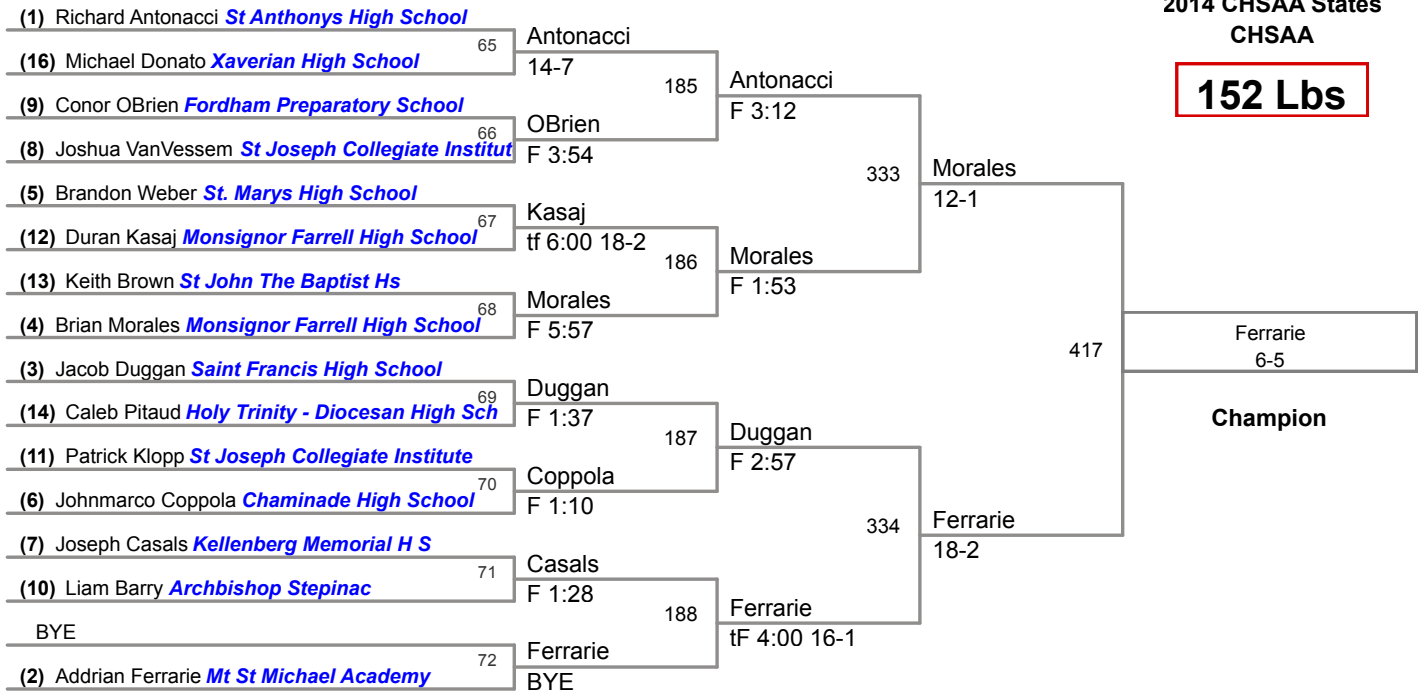 2014 CHSAA States
CHSAA
152 Lbs
(1) Richard Antonacci St Anthonys High School
65
(16) Michael Donato Xaverian High School
Antonacci
14-7
(9) Conor OBrien Fordham Preparatory School
66
(8) Joshua VanVessem St Joseph Collegiate Institut
OBrien
F 3:54
185
Antonacci
F 3:12
(5) Brandon Weber St. Marys High School
67
(12) Duran Kasaj Monsignor Farrell High School
Kasaj
tf 6:00 18-2
(13) Keith Brown St John The Baptist Hs
68
(4) Brian Morales Monsignor Farrell High School
Morales
F 5:57
186
Morales
F 1:53
333
Morales
12-1
(3) Jacob Duggan Saint Francis High School
69
(14) Caleb Pitaud Holy Trinity - Diocesan High Sch
Duggan
F 1:37
(11) Patrick Klopp St Joseph Collegiate Institute
70
(6) Johnmarco Coppola Chaminade High School
Coppola
F 1:10
187
Duggan
F 2:57
(7) Joseph Casals Kellenberg Memorial H S
71
(10) Liam Barry Archbishop Stepinac
Casals
F 1:28
BYE
72
(2) Addrian Ferrarie Mt St Michael Academy
Ferrarie
BYE
188
Ferrarie
tF 4:00 16-1
334
Ferrarie
18-2
417
Ferrarie
6-5
Champion